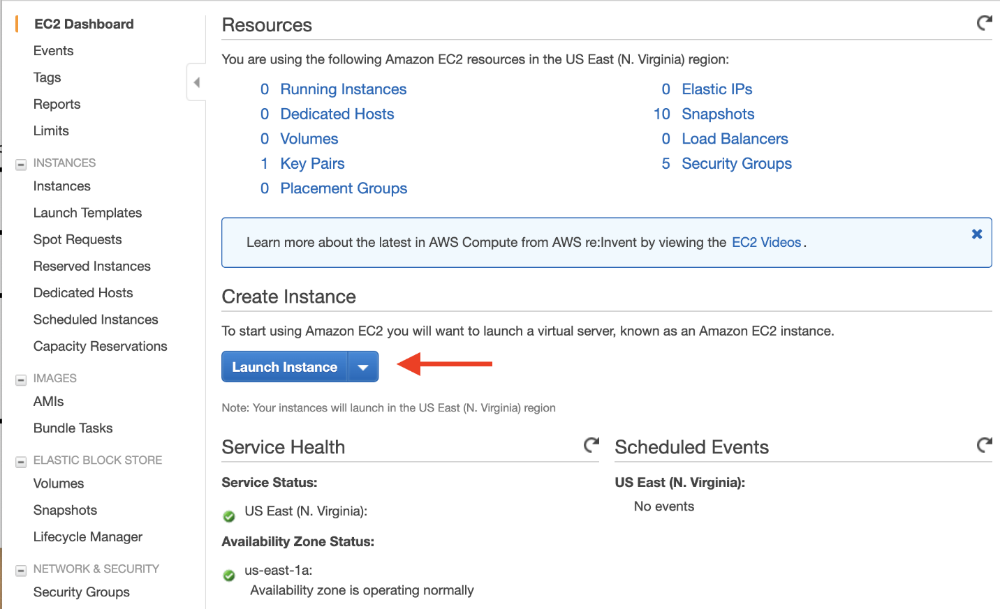 EC2 Dashboard
Events
Tags
Reports
Limits
INSTANCES
Instances
Launch Templates
Spot Requests
Reserved Instances
Dedicated Hosts
Scheduled Instances
Capacity Reservations
IMAGES
AMIs
Bundle Tasks
ELASTIC BLOCK STORE
Volumes
Snapshots
Lifecycle Manager
NETWORK & SECURITY
Security Groups
Resources
You are using the following Amazon EC2 resources in the US East (N. Virginia) region:
0 Running Instances
0 Dedicated Hosts
0 Volumes
1 Key Pairs
0 Placement Groups
0 Elastic IPs
10 Snapshots
0 Load Balancers
5 Security Groups
Learn more about the latest in AWS Compute from AWS re:Invent by viewing the EC2 Videos.
Create Instance
To start using Amazon EC2 you will want to launch a virtual server, known as an Amazon EC2 instance.
Launch Instance
Note: Your instances will launch in the US East (N. Virginia) region
Service Health
Service Status:
US East (N. Virginia):
Availability Zone Status:
us-east-1a:
Availability zone is operating normally
Scheduled Events
US East (N. Virginia):
No events